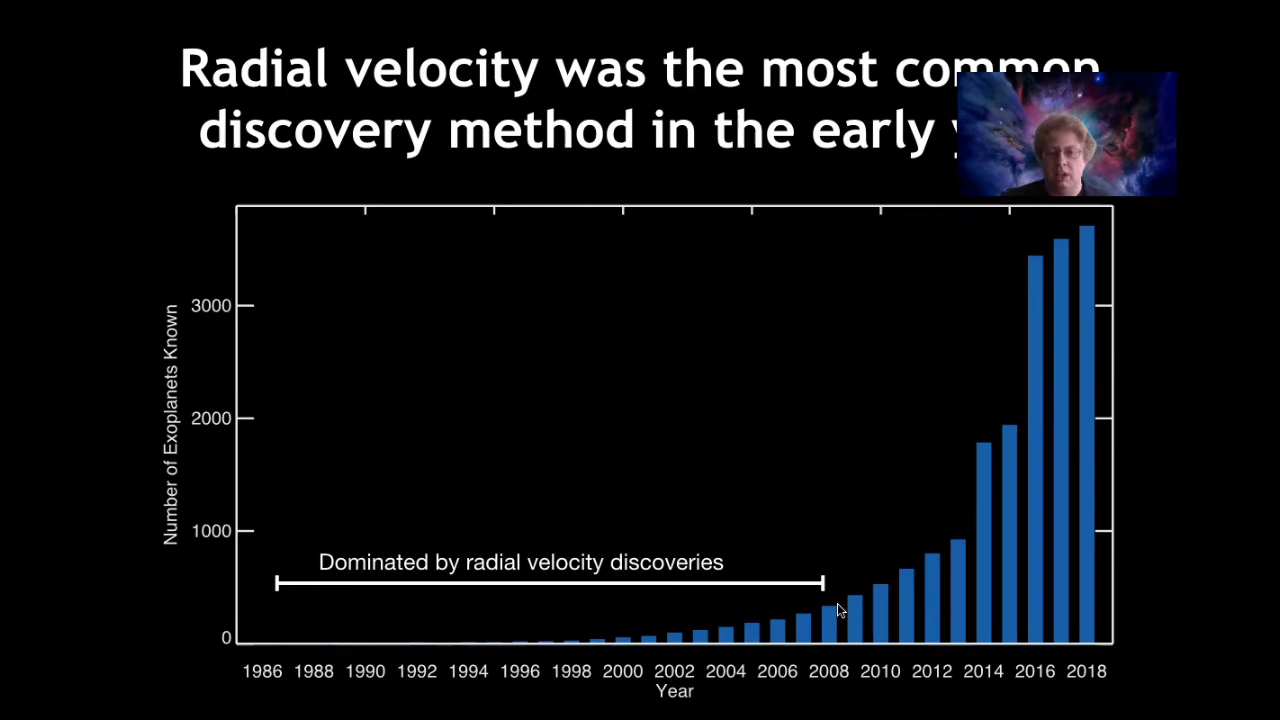 Radial velocity was the most common
discovery method in the early
Number of Exoplanets Known
3000
2000
1000
0
Dominated by radial velocity discoveries
1986 1988 1990 1992 1994 1996 1998 2000 2002 2004 2006 2008 2010 2012 2014 2016 2018
Year